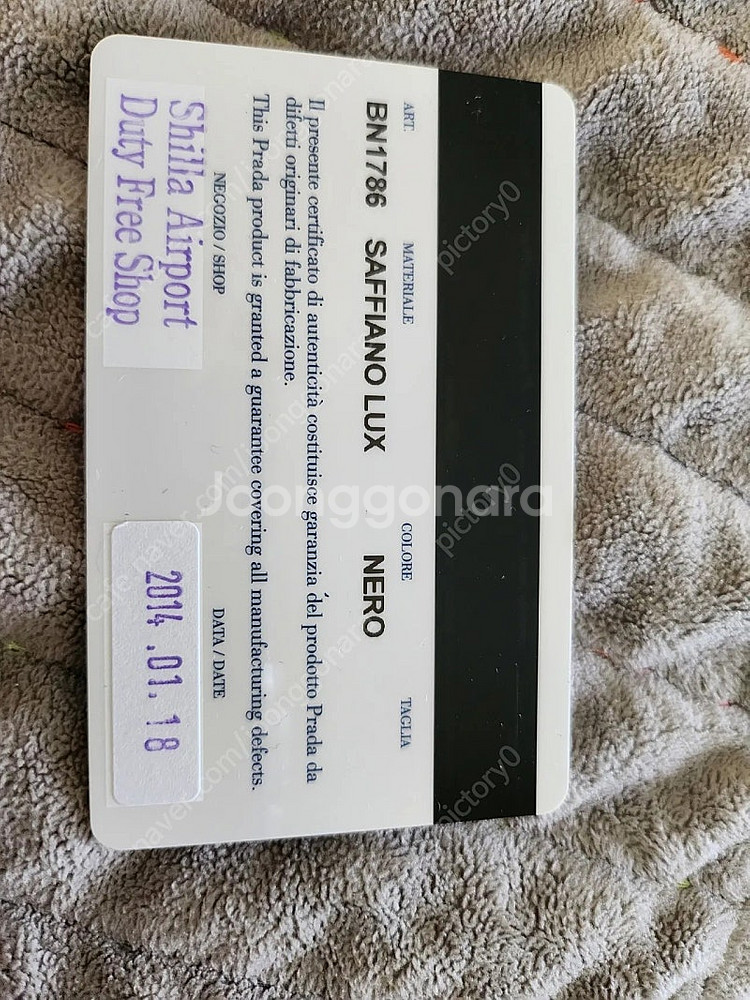 ART. MATERIALE COLORE TAGLIA
BN1786 SAFFIANO LUX NERO
Il presente certificato di autenticità costituisce garanzia del prodotto Prada da
difetti originari di fabbricazione.
This Prada product is granted a guarantee covering all manufacturing defects.
NEGOZIO / SHOP DATA / DATE
Shilla Airport
Duty Free Shop
2014 .01. 18
Joonggonara
pictory0
pictory0
pictory0